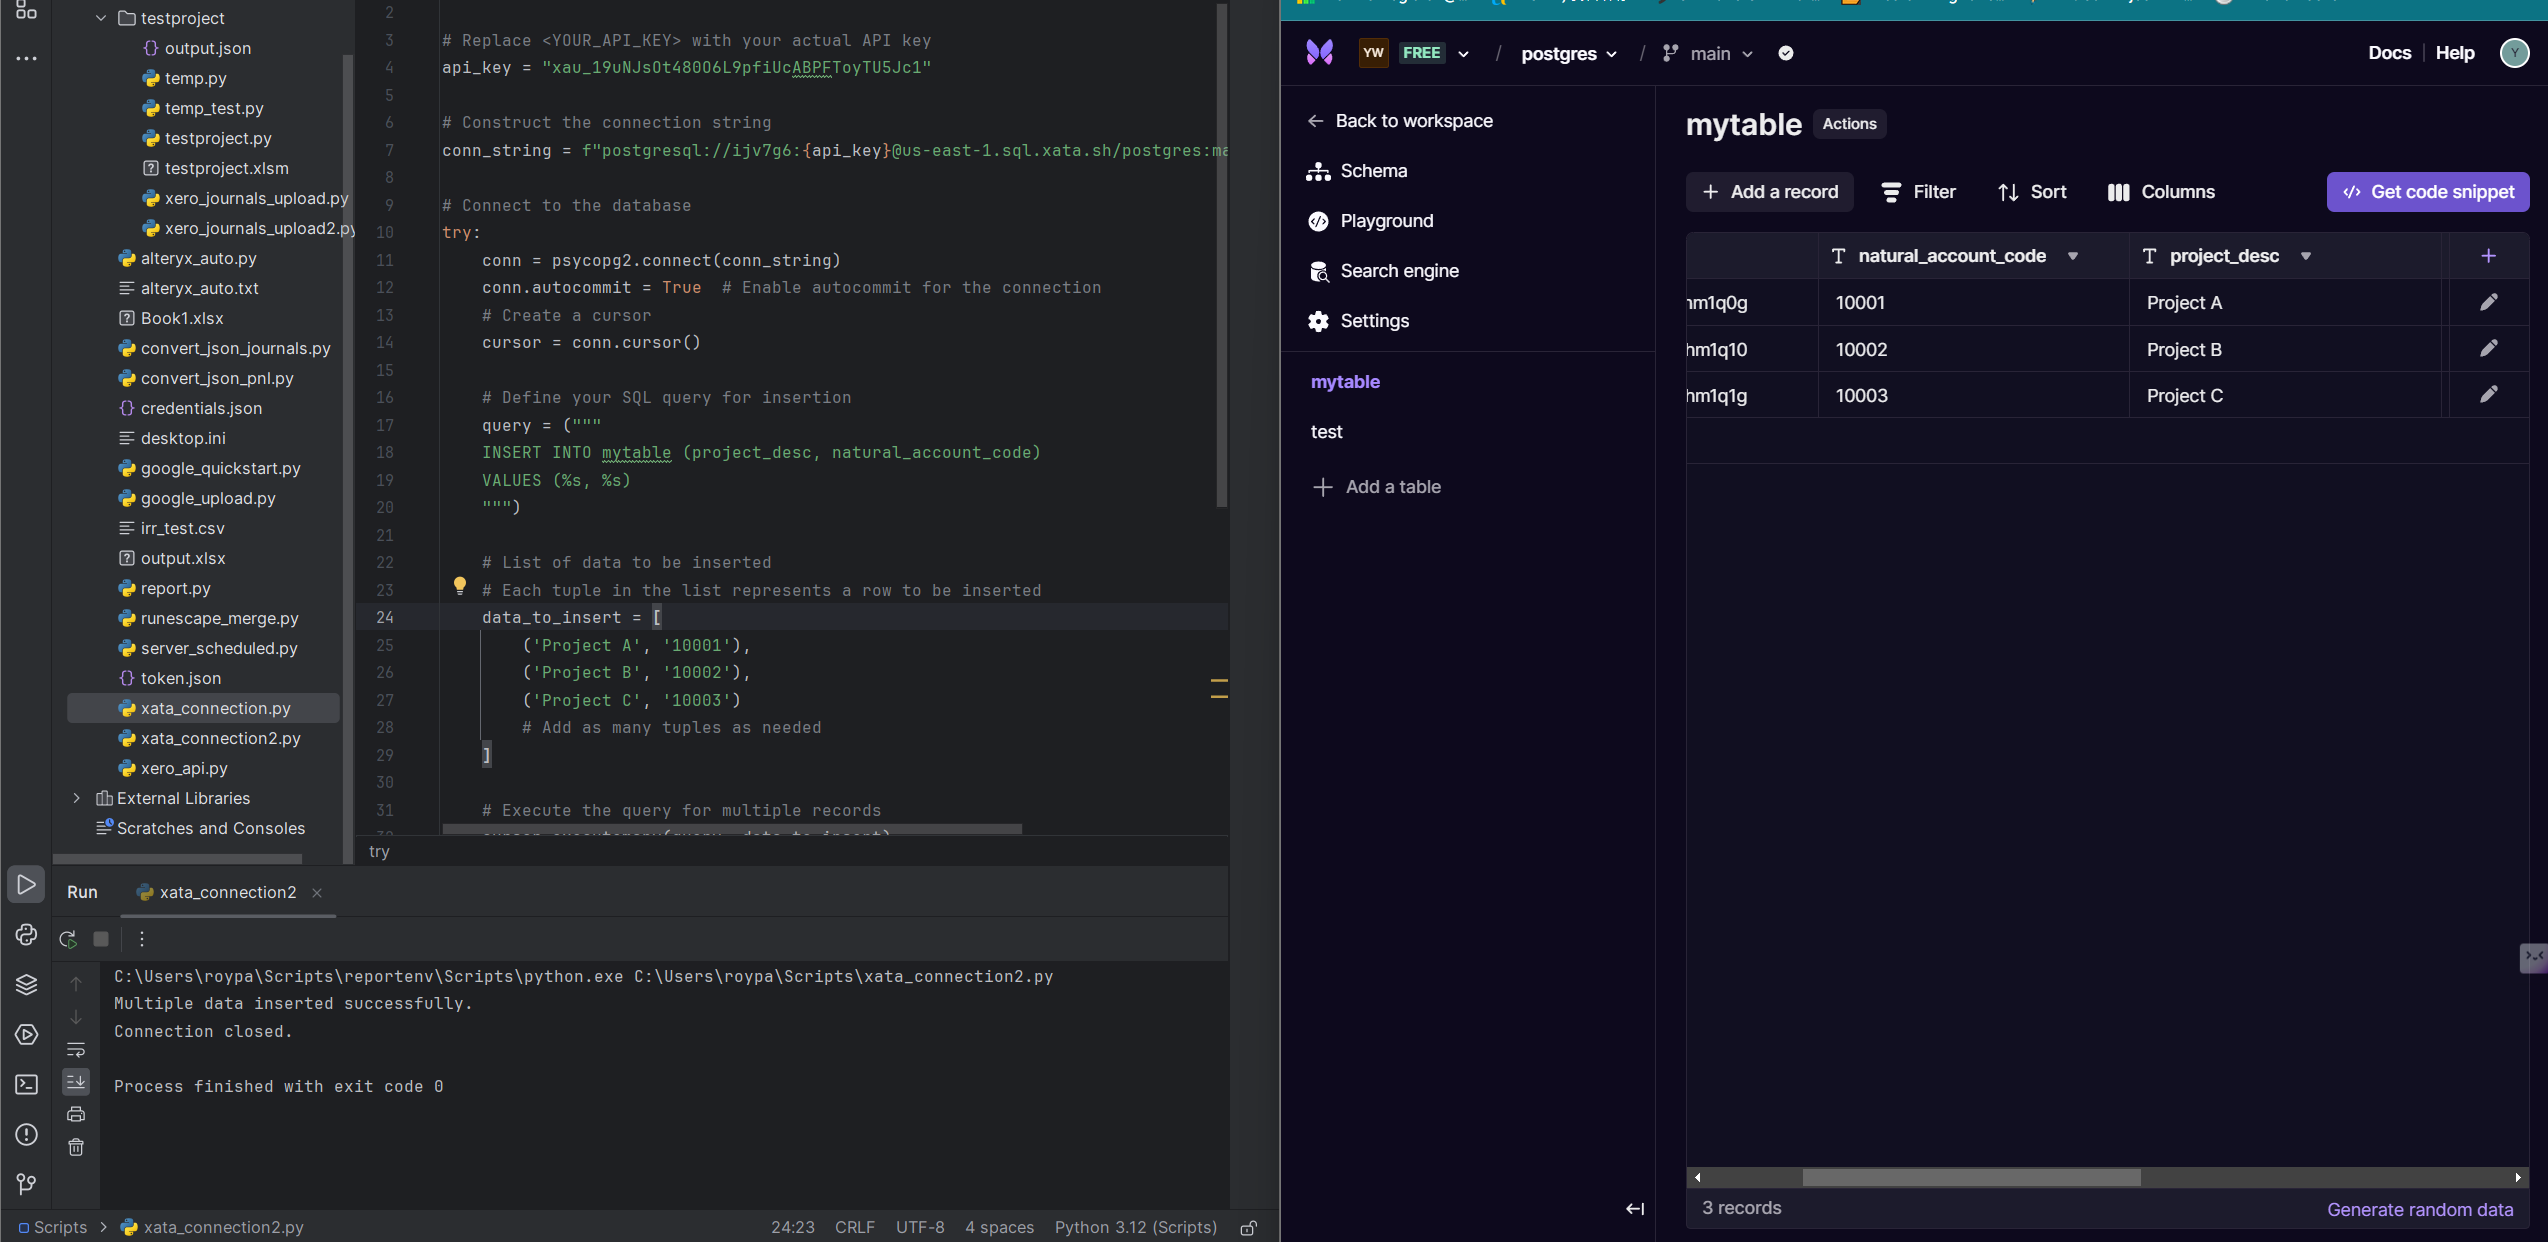 testproject
output.json
temp.py
temp_test.py
testproject.py
testproject.xlsm
xero_journals_upload.py
xero_journals_upload2.py
alteryx_auto.py
alteryx_auto.txt
Book1.xlsx
convert_json_journals.py
convert_json_pnl.py
credentials.json
desktop.ini
google_quickstart.py
google_upload.py
irr_test.csv
output.xlsx
report.py
runescape_merge.py
server_scheduled.py
token.json
xata_connection.py
xata_connection2.py
xero_api.py
External Libraries
Scratches and Consoles
2
3 # Replace <YOUR_API_KEY> with your actual API key
4 api_key = "xau_19uNJsOt480O6L9pfiUcABPFToyTU5Jc1"
5
6 # Construct the connection string
7 conn_string = f"postgresql://ijv7g6:{api_key}@us-east-1.sql.xata.sh/postgres:ma
8
9 # Connect to the database
10 try:
11 conn = psycopg2.connect(conn_string)
12 conn.autocommit = True # Enable autocommit for the connection
13 # Create a cursor
14 cursor = conn.cursor()
15
16 # Define your SQL query for insertion
17 query = ("""
18 INSERT INTO mytable (project_desc, natural_account_code)
19 VALUES (%s, %s)
20 """)
21
22 # List of data to be inserted
23 # Each tuple in the list represents a row to be inserted
24 data_to_insert = [
25 ('Project A', '10001'),
26 ('Project B', '10002'),
27 ('Project C', '10003')
28 # Add as many tuples as needed
29 ]
30
31 # Execute the query for multiple records
try
Run xata_connection2
C:\Users\roypa\Scripts\reportenv\Scripts\python.exe C:\Users\roypa\Scripts\xata_connection2.py
Multiple data inserted successfully.
Connection closed.
Process finished with exit code 0
Scripts > xata_connection2.py 24:23 CRLF UTF-8 4 spaces Python 3.12 (Scripts)
YW FREE / postgres / main Docs Help Y
Back to workspace
Schema
Playground
Search engine
Settings
mytable
test
Add a table
mytable Actions
Add a record Filter Sort Columns Get code snippet
natural_account_code project_desc
hm1q0g 10001 Project A
hm1q10 10002 Project B
hm1q1g 10003 Project C
3 records Generate random data